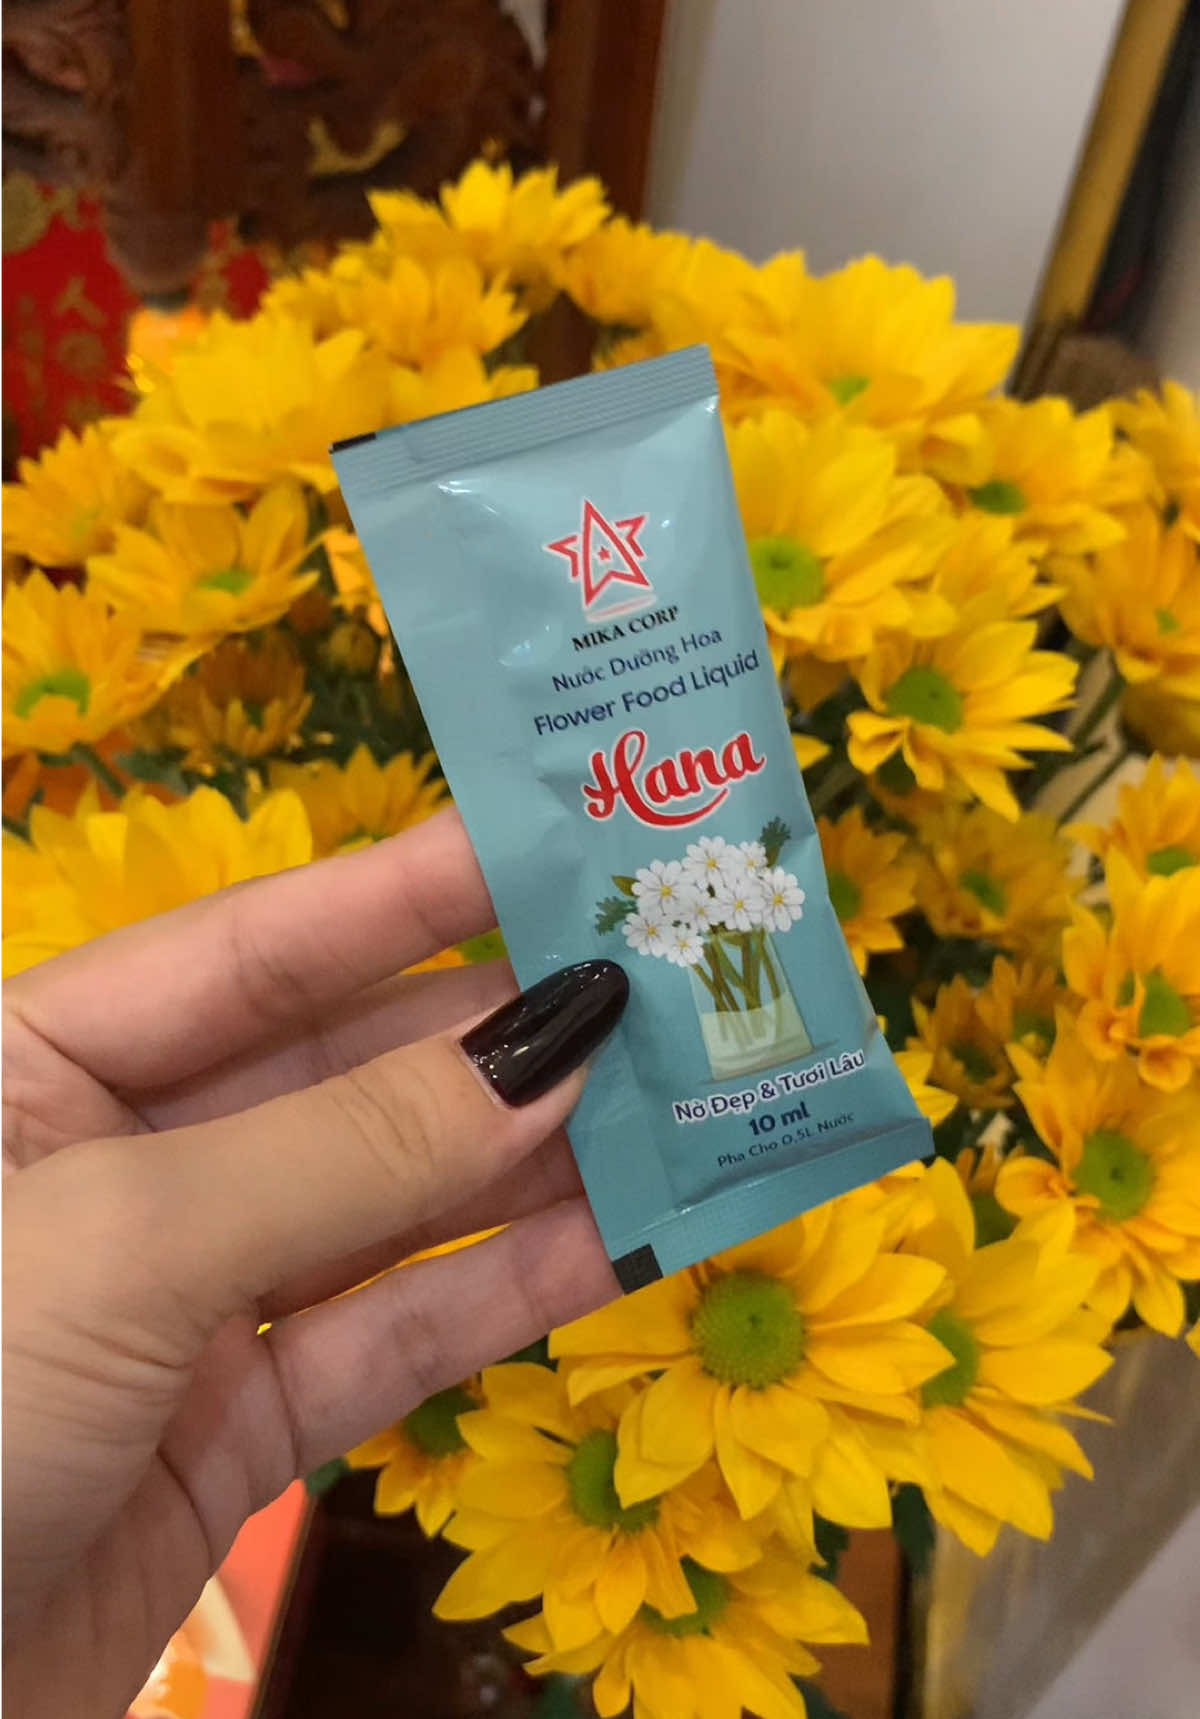 MIKA CORP
Nước Dưỡng Hoa
Flower Food Liquid
Hana
Nở Đẹp & Tươi Lâu
10 ml
Pha Cho 0,5L Nước